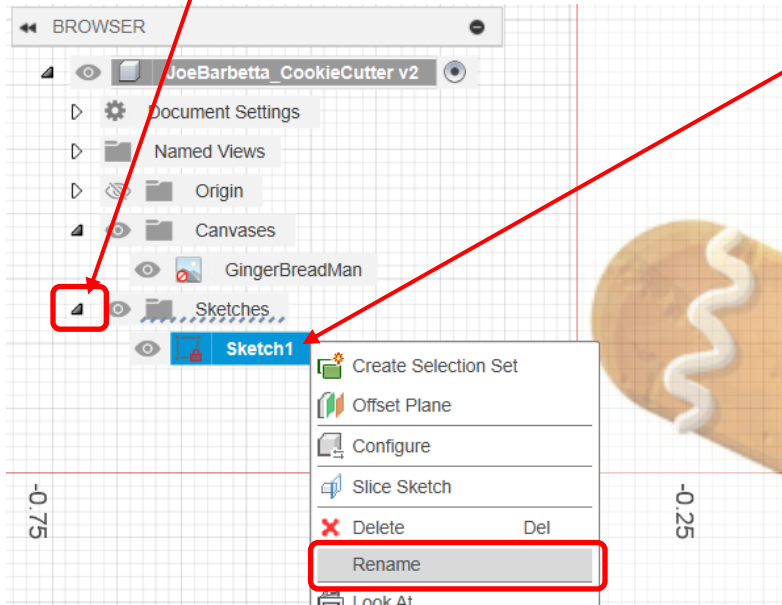 BROWSER
JoeBarbetta_CookieCutter v2
Document Settings
Named Views
Origin
Canvases
GingerBreadMan
Sketches
Sketch1
Create Selection Set
Offset Plane
Configure
Slice Sketch
Delete Del
Rename
Look At
-0.75
-0.25